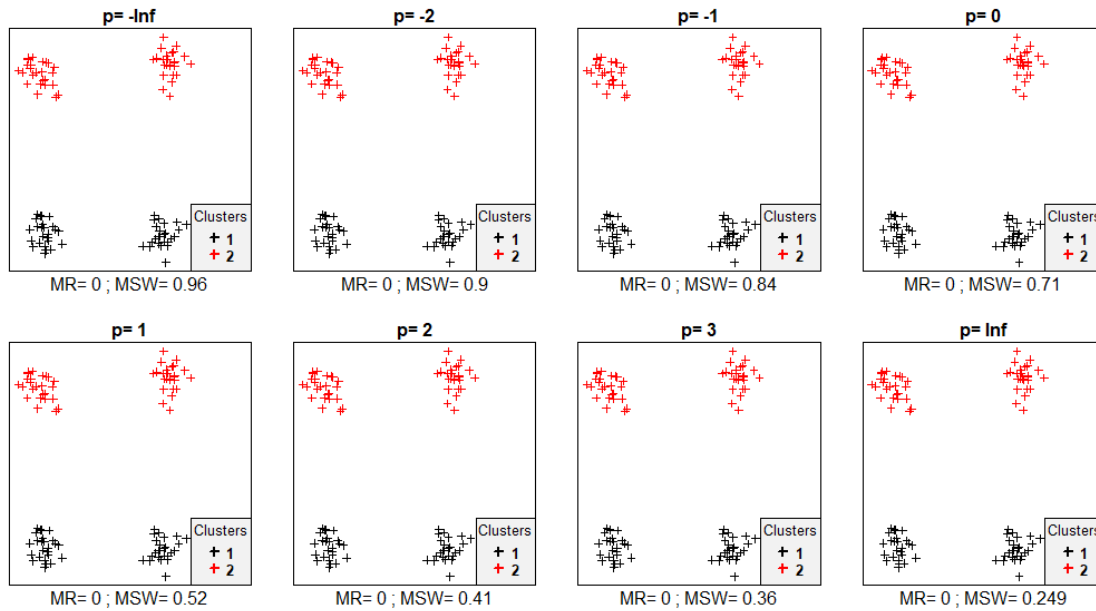 p= -Inf
p= -2
p= -1
p= 0
Clusters
+ 1
+ 2
Clusters
+ 1
+ 2
Clusters
+ 1
+ 2
Clusters
+ 1
+ 2
MR= 0 ; MSW= 0.96
MR= 0 ; MSW= 0.9
MR= 0 ; MSW= 0.84
MR= 0 ; MSW= 0.71
p= 1
p= 2
p= 3
p= Inf
Clusters
+ 1
+ 2
Clusters
+ 1
+ 2
Clusters
+ 1
+ 2
Clusters
+ 1
+ 2
MR= 0 ; MSW= 0.52
MR= 0 ; MSW= 0.41
MR= 0 ; MSW= 0.36
MR= 0 ; MSW= 0.249